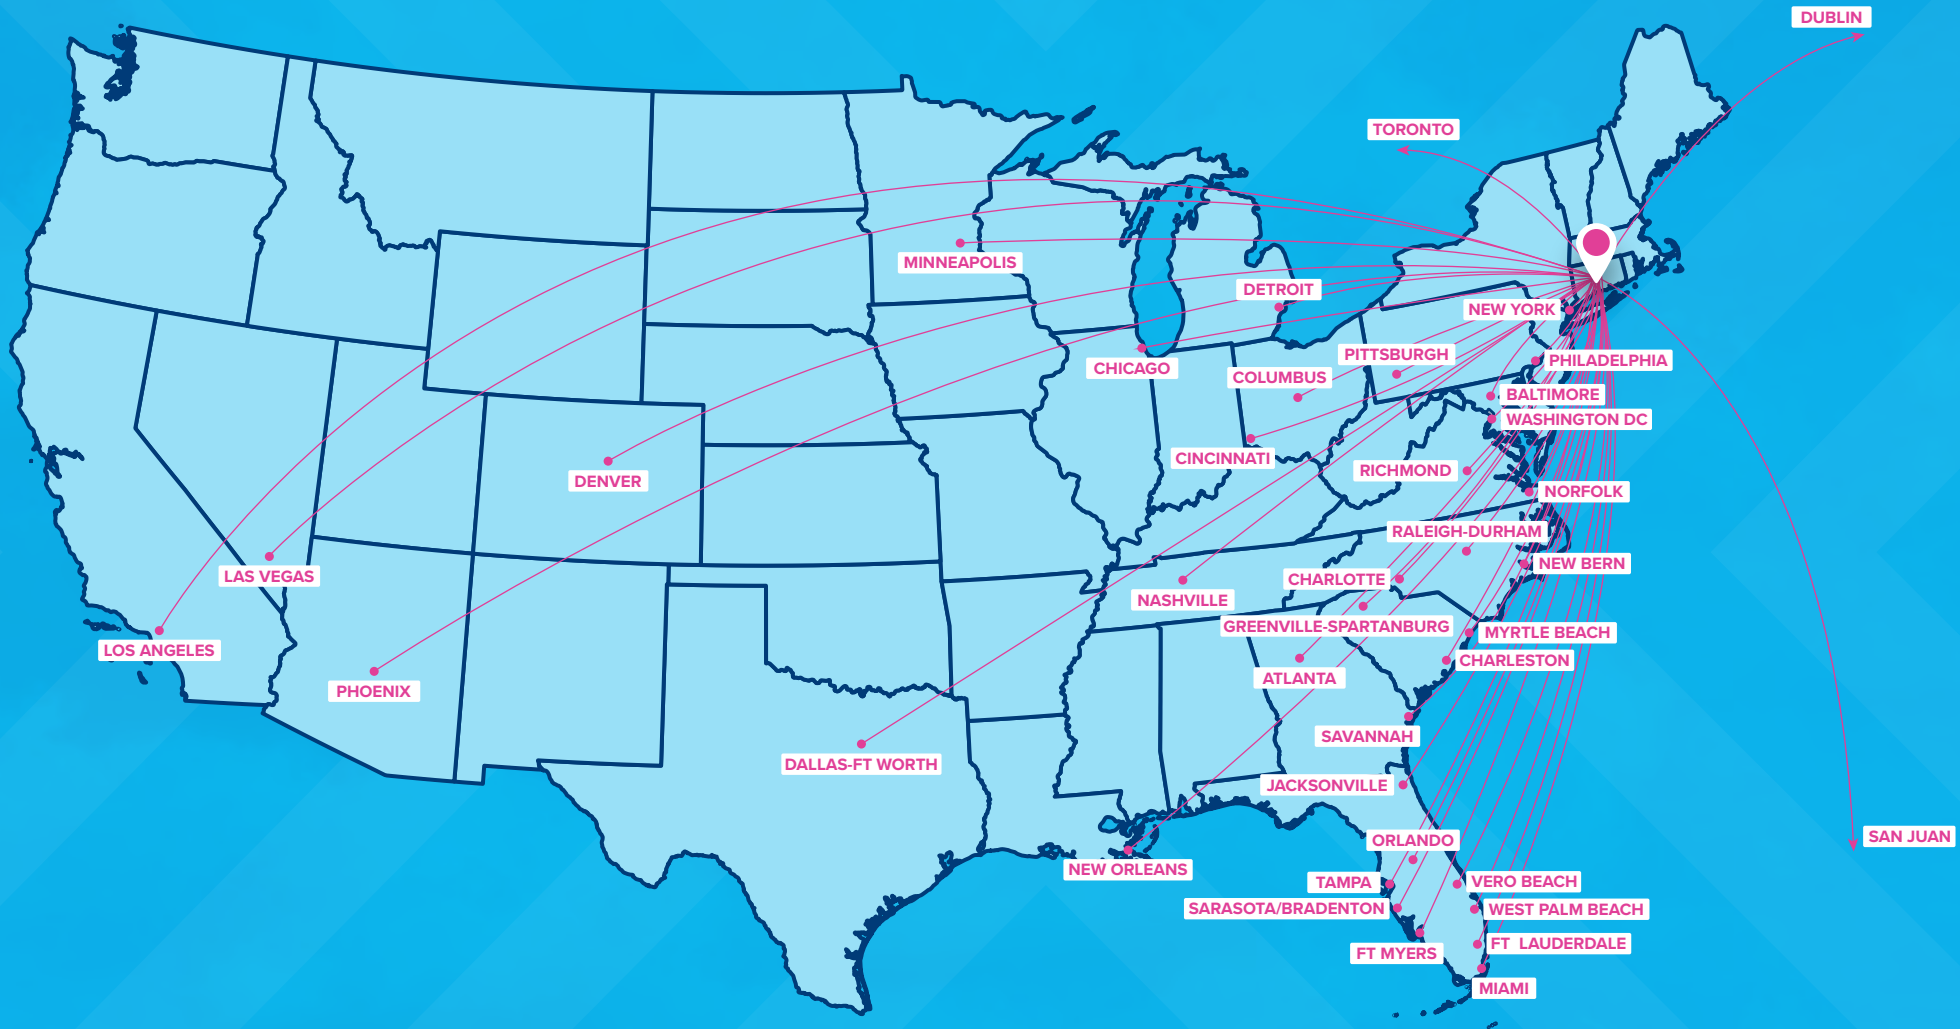 DUBLIN
TORONTO
MINNEAPOLIS
DETROIT
NEW YORK
PITTSBURGH
PHILADELPHIA
CHICAGO
COLUMBUS
BALTIMORE
WASHINGTON DC
CINCINNATI
RICHMOND
DENVER
NORFOLK
RALEIGH-DURHAM
NEW BERN
LAS VEGAS
CHARLOTTE
NASHVILLE
GREENVILLE-SPARTANBURG
MYRTLE BEACH
LOS ANGELES
CHARLESTON
ATLANTA
PHOENIX
SAVANNAH
DALLAS-FT WORTH
JACKSONVILLE
SAN JUAN
ORLANDO
NEW ORLEANS
TAMPA
VERO BEACH
SARASOTA/BRADENTON
WEST PALM BEACH
FT LAUDERDALE
FT MYERS
MIAMI